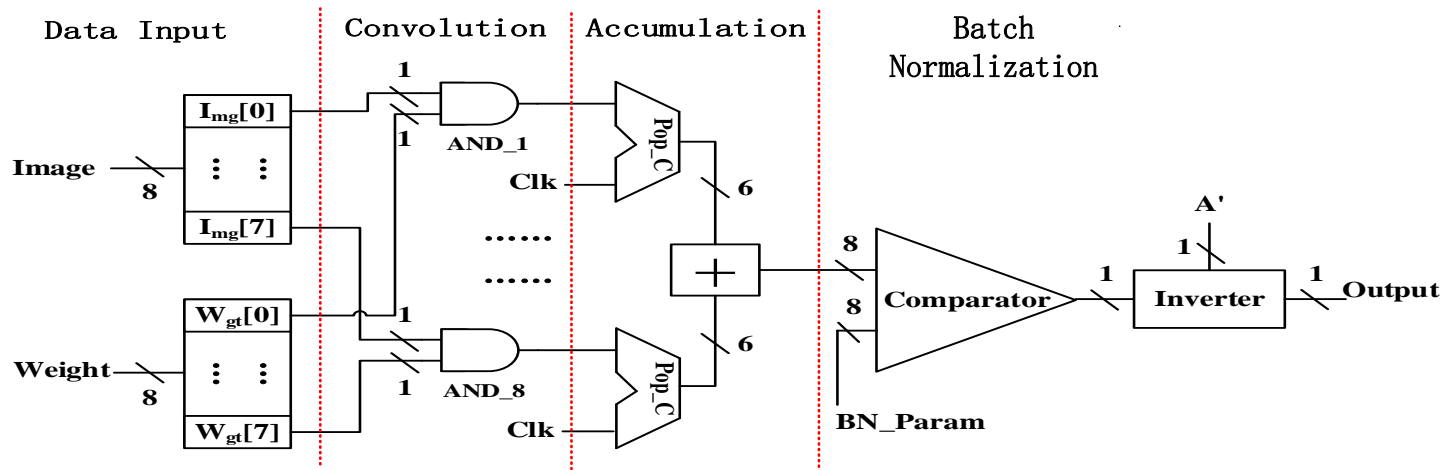 Data Input
Convolution
Accumulation
Batch
Normalization
Image
8
Img[0]
Img[7]
Weight
8
Wgt[0]
Wgt[7]
1
1
AND_1
......
......
1
1
AND_8
Clk
Pop_C
6
+
6
Clk
Pop_C
8
8
BN_Param
Comparator
1
A'
1
Inverter
1
Output